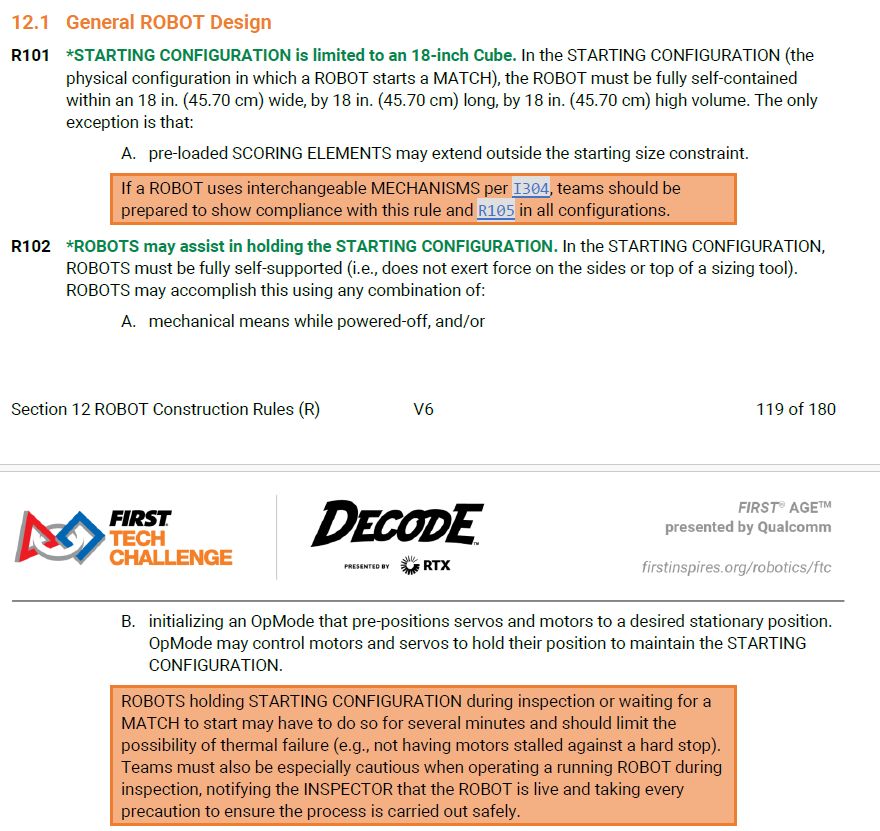 12.1 General ROBOT Design
R101 *STARTING CONFIGURATION is limited to an 18-inch Cube. In the STARTING CONFIGURATION (the
physical configuration in which a ROBOT starts a MATCH), the ROBOT must be fully self-contained
within an 18 in. (45.70 cm) wide, by 18 in. (45.70 cm) long, by 18 in. (45.70 cm) high volume. The only
exception is that:
A. pre-loaded SCORING ELEMENTS may extend outside the starting size constraint.
If a ROBOT uses interchangeable MECHANISMS per I304, teams should be
prepared to show compliance with this rule and R105 in all configurations.
R102 *ROBOTS may assist in holding the STARTING CONFIGURATION. In the STARTING CONFIGURATION,
ROBOTS must be fully self-supported (i.e., does not exert force on the sides or top of a sizing tool).
ROBOTS may accomplish this using any combination of:
A. mechanical means while powered-off, and/or
Section 12 ROBOT Construction Rules (R) V6 119 of 180
FIRST
TECH
CHALLENGE
DECODE™
PRESENTED BY RTX
FIRST® AGE™
presented by Qualcomm
firstinspires.org/robotics/ftc
B. initializing an OpMode that pre-positions servos and motors to a desired stationary position.
OpMode may control motors and servos to hold their position to maintain the STARTING
CONFIGURATION.
ROBOTS holding STARTING CONFIGURATION during inspection or waiting for a
MATCH to start may have to do so for several minutes and should limit the
possibility of thermal failure (e.g., not having motors stalled against a hard stop).
Teams must also be especially cautious when operating a running ROBOT during
inspection, notifying the INSPECTOR that the ROBOT is live and taking every
precaution to ensure the process is carried out safely.